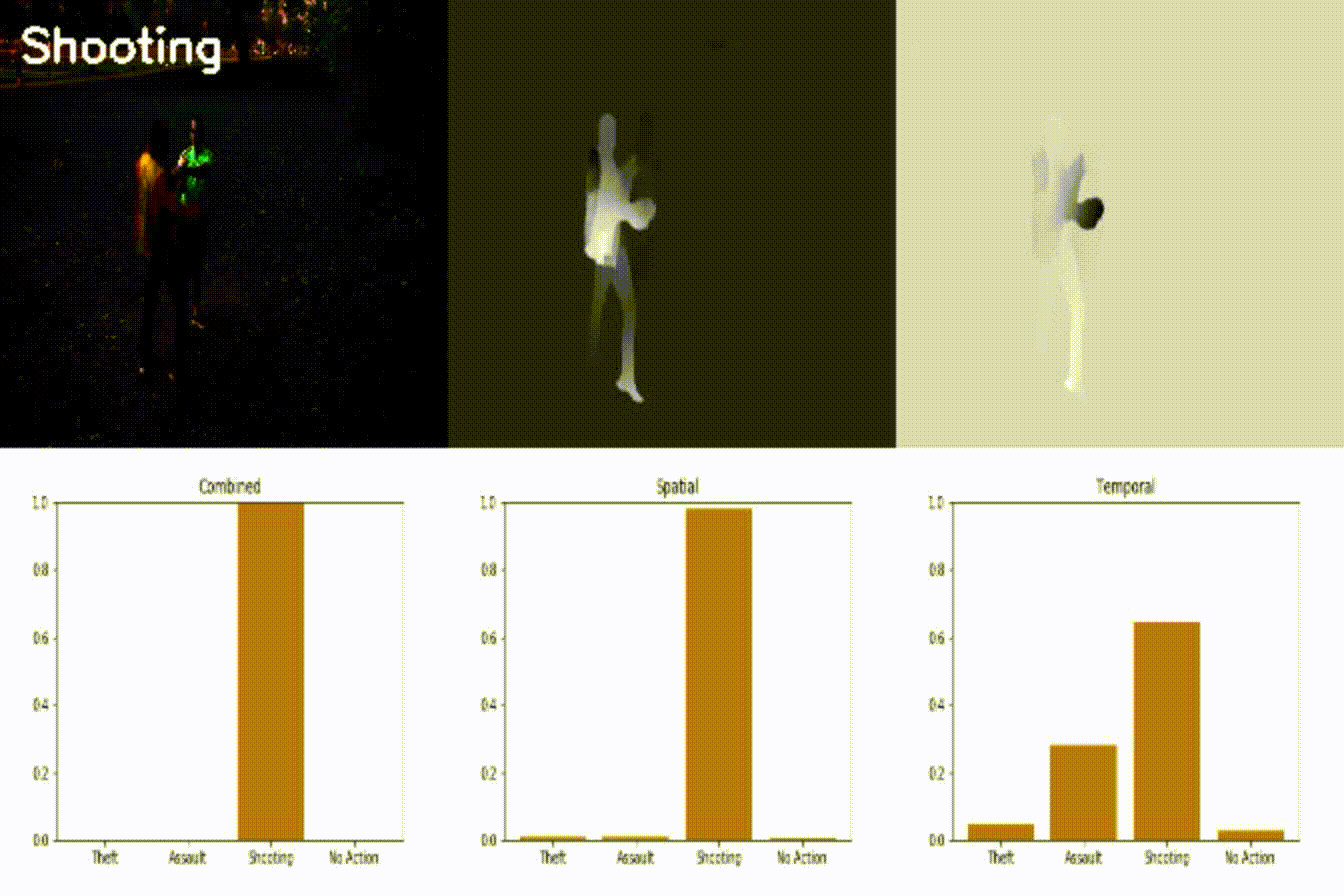 Shooting
Combined
Spatial
Temporal
1.0
0.8
0.6
0.4
0.2
0.0
Theft
Assault
Shooting
No Action
1.0
0.8
0.6
0.4
0.2
0.0
Theft
Assault
Shooting
No Action
1.0
0.8
0.6
0.4
0.2
0.0
Theft
Assault
Shooting
No Action